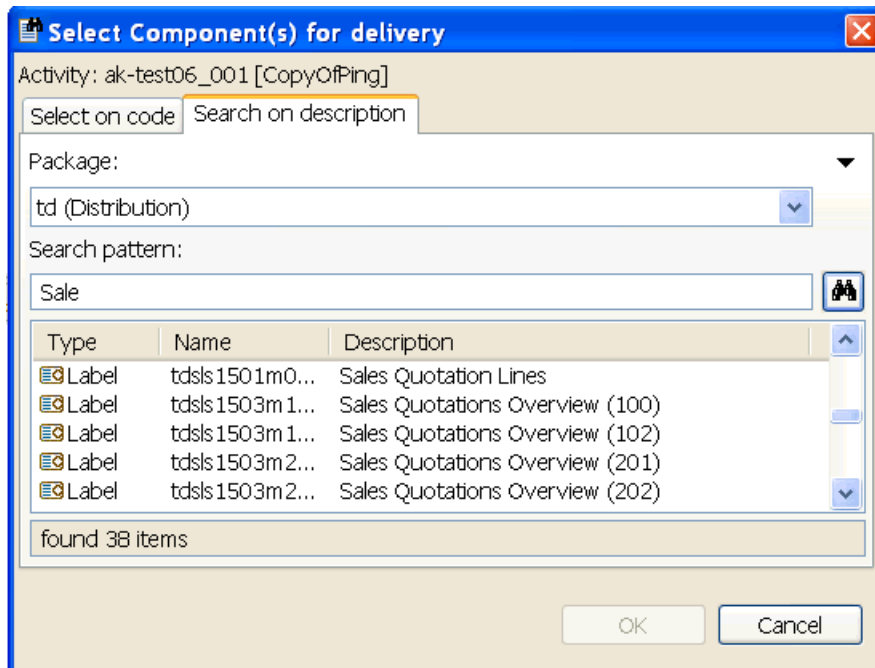 Select Component(s) for delivery
Activity: ak-test06_001 [CopyOfPing]
Select on code Search on description
Package:
td (Distribution)
Search pattern:
Sale
Type Name Description
Label tdsls1501m0... Sales Quotation Lines
Label tdsls1503m1... Sales Quotations Overview (100)
Label tdsls1503m1... Sales Quotations Overview (102)
Label tdsls1503m2... Sales Quotations Overview (201)
Label tdsls1503m2... Sales Quotations Overview (202)
found 38 items
OK Cancel